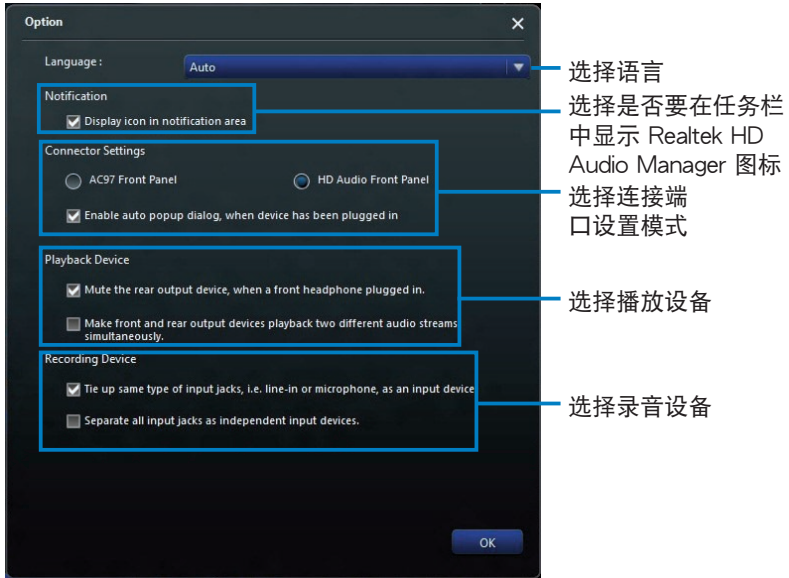 Option
Language :
Auto
选择语言
Notification
Display icon in notification area
选择是否要在任务栏
中显示 Realtek HD
Audio Manager 图标
Connector Settings
AC97 Front Panel
HD Audio Front Panel
Enable auto popup dialog, when device has been plugged in
选择连接端
口设置模式
Playback Device
Mute the rear output device, when a front headphone plugged in.
Make front and rear output devices playback two different audio streams
simultaneously.
选择播放设备
Recording Device
Tie up same type of input jacks, i.e. line-in or microphone, as an input device
Separate all input jacks as independent input devices.
选择录音设备
OK